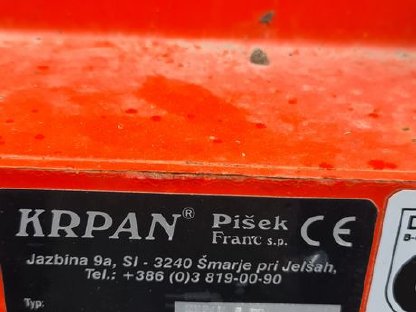 KRPAN® Pišek CE
Franc s.p.
Jazbina 9a, SI - 3240 Šmarje pri Jelšah,
Tel.: +386 (0)3 819-00-90
Typ: